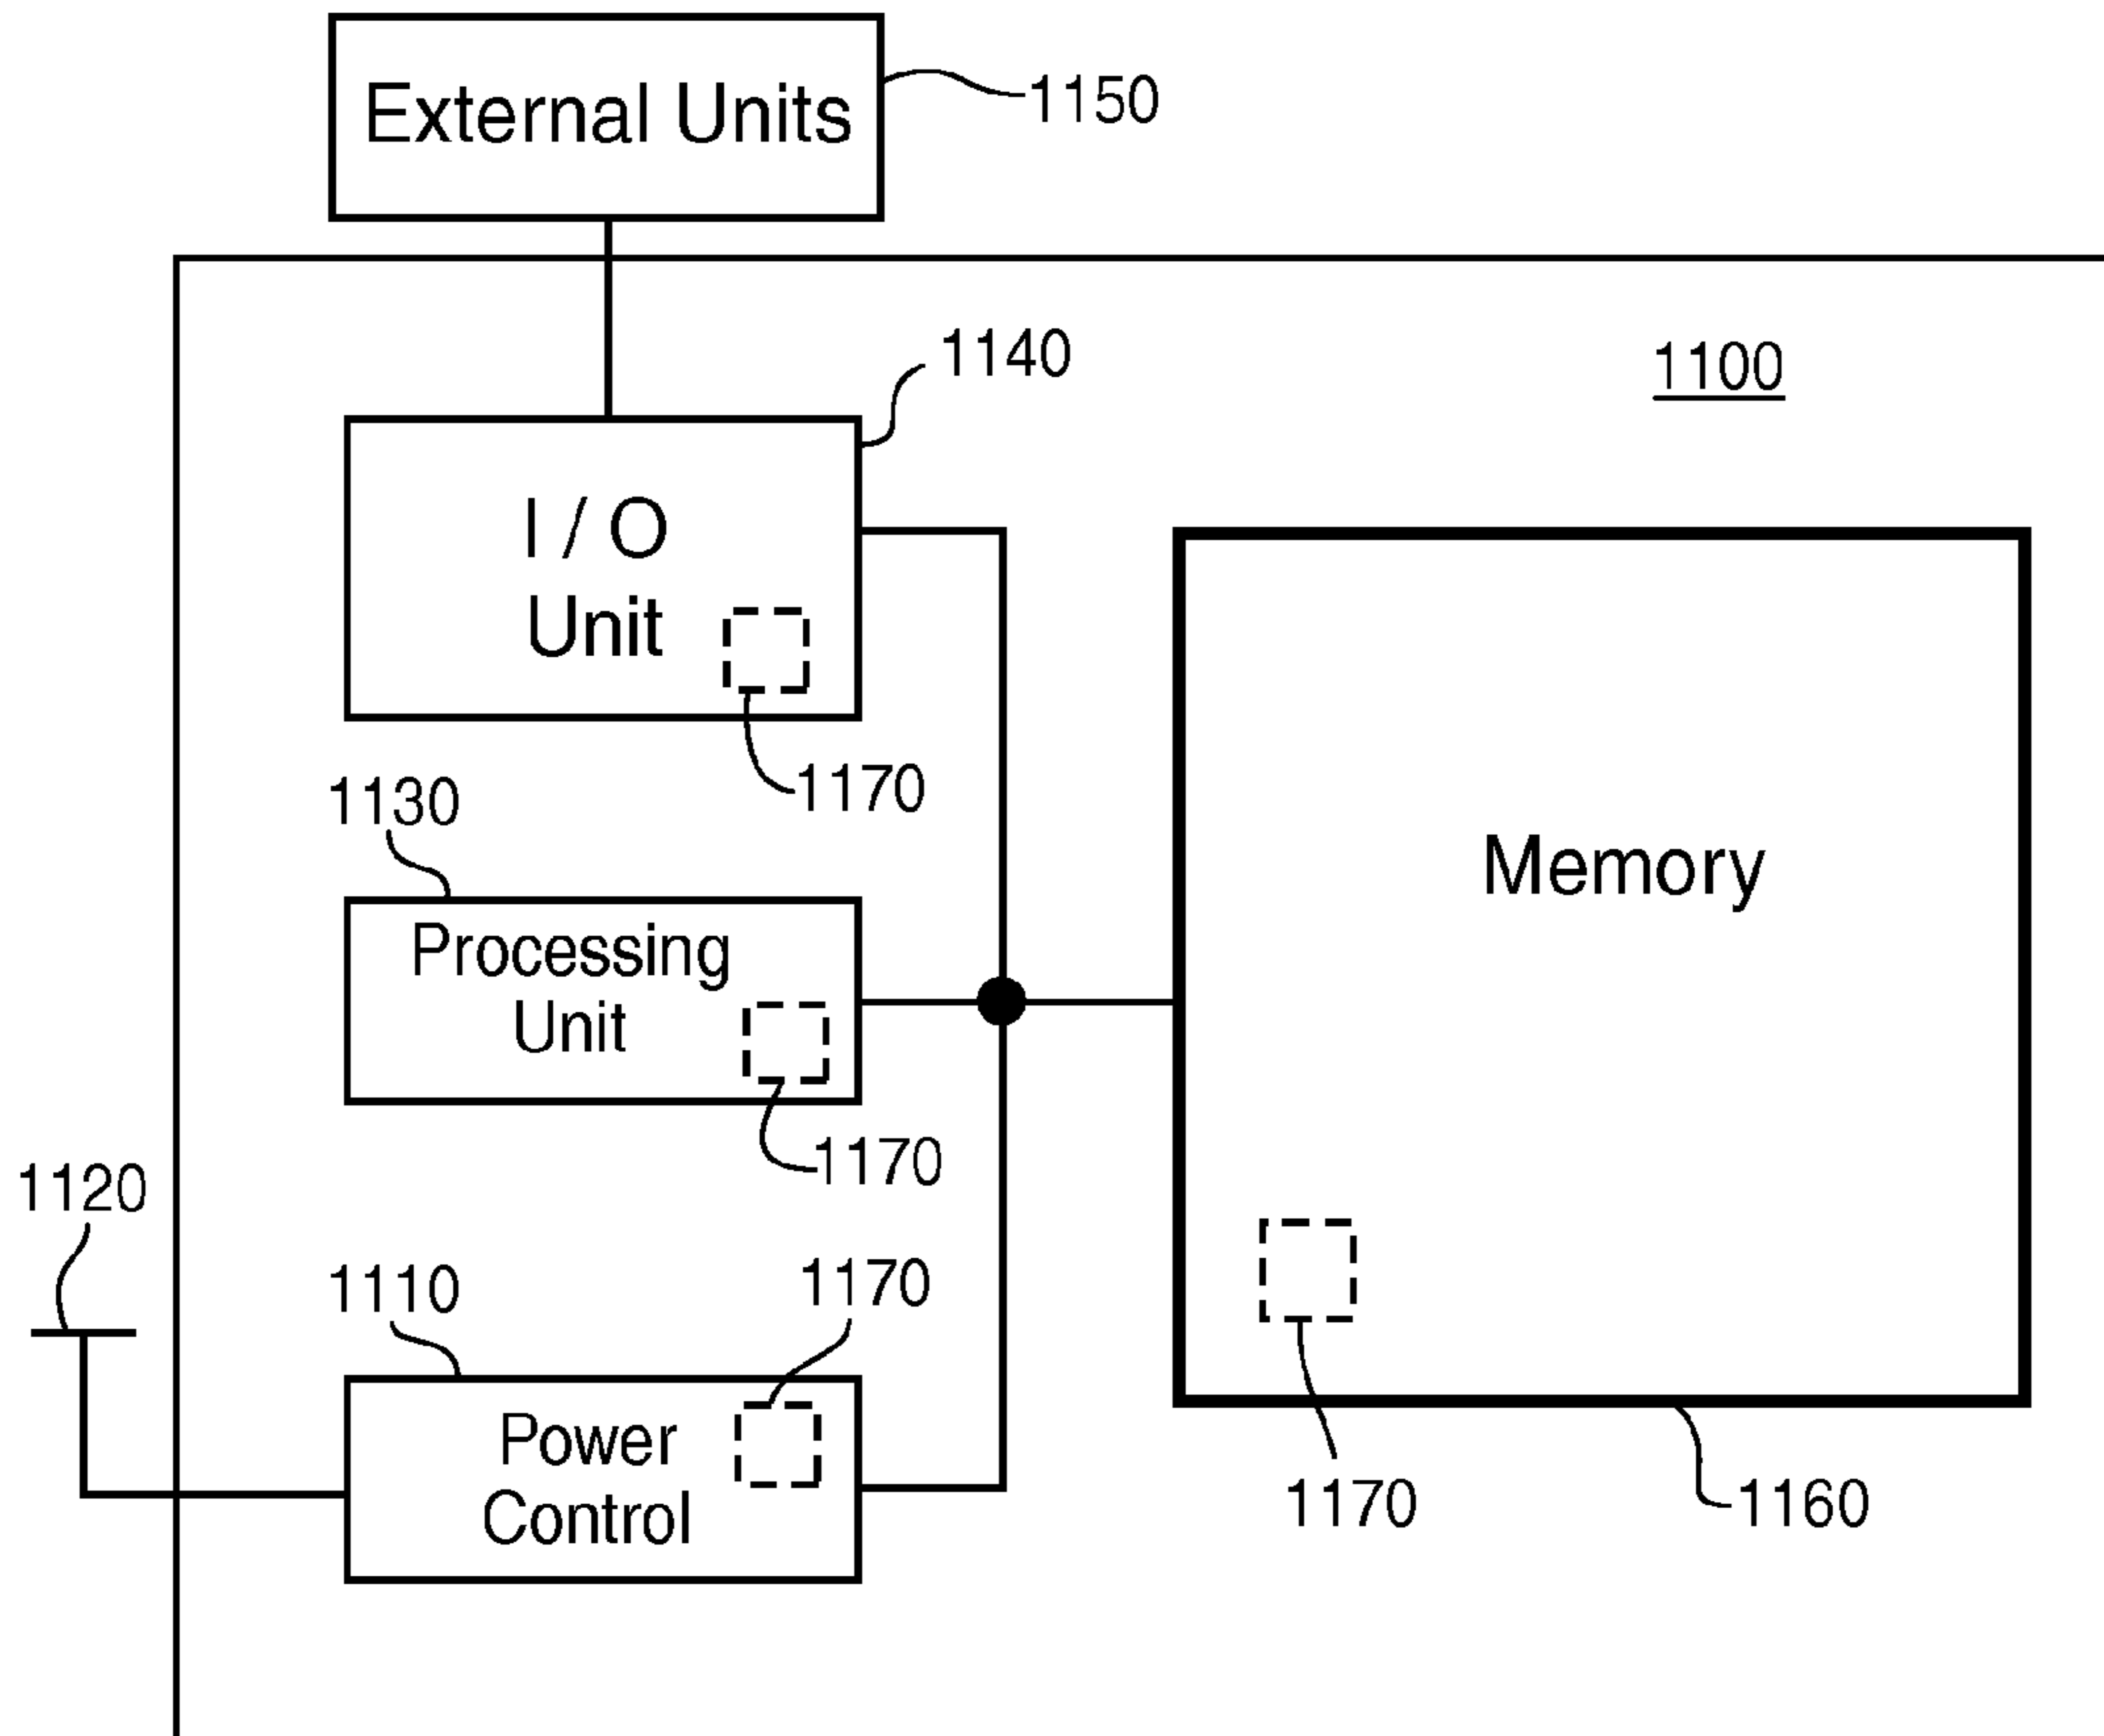 External Units
1150
1140
1100
I / O
Unit
1170
1130
Memory
Processing
Unit
1170
1120
1110
1170
Power
Control
1170
1160